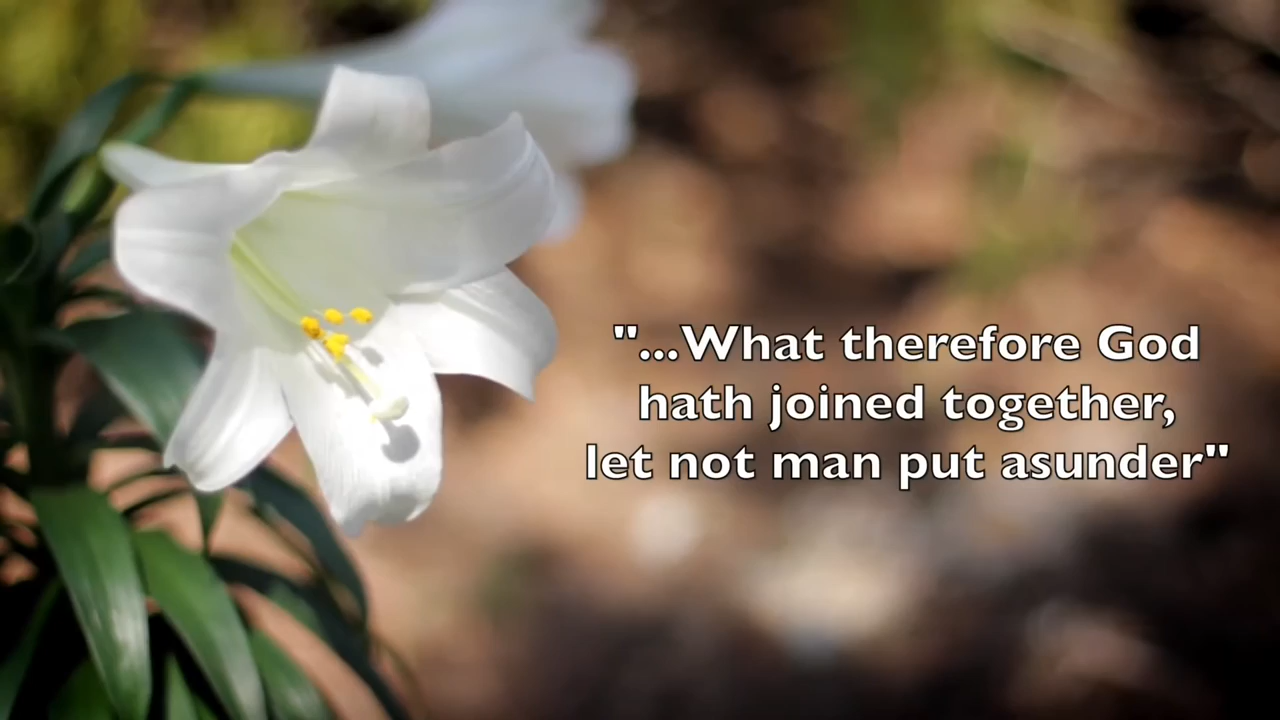 "...What therefore God
hath joined together,
let not man put asunder"